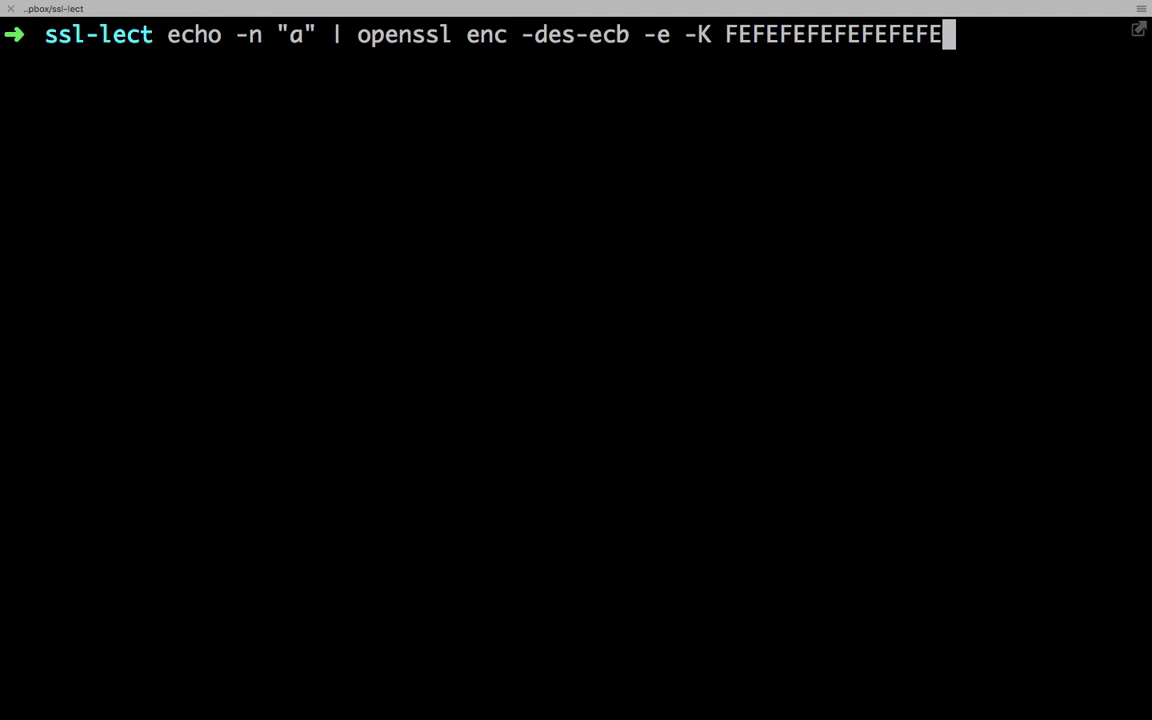 ..pbox/ssl-lect
➜ ssl-lect echo -n "a" | openssl enc -des-ecb -e -K FEFEFEFEFEFEFEFE